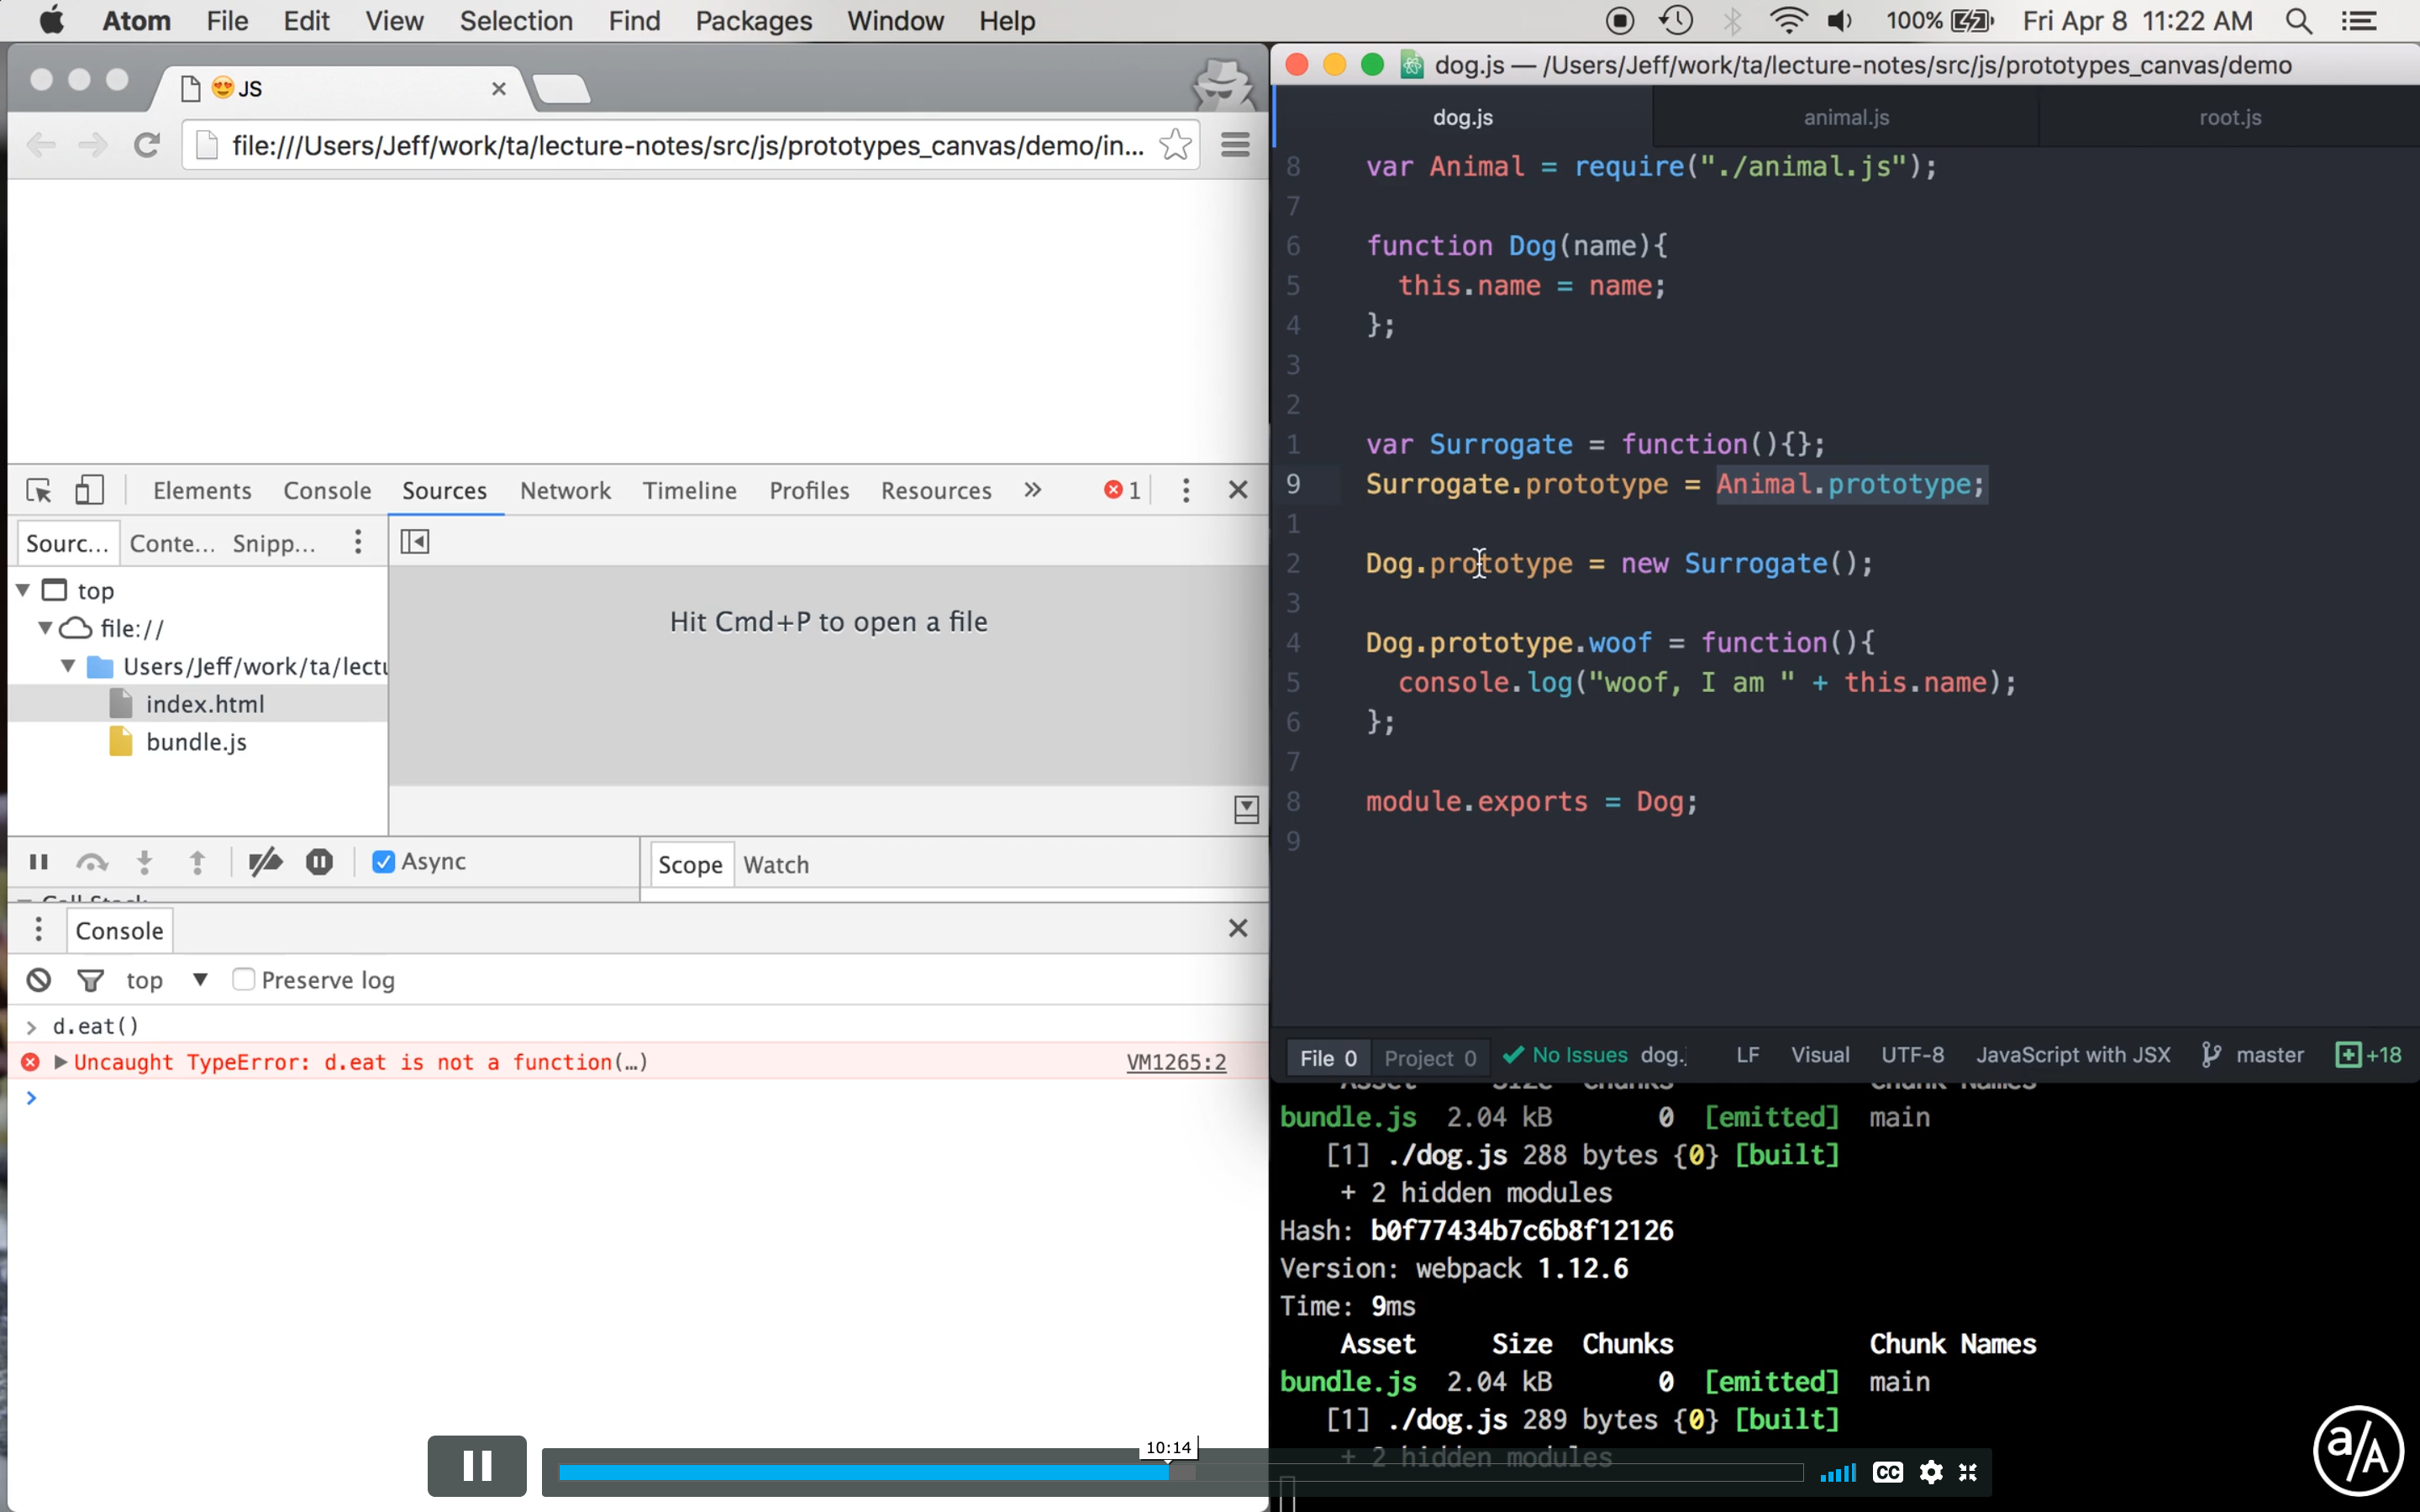 Atom File Edit View Selection Find Packages Window Help 100% Fri Apr 8 11:22 AM
😍JS
file:///Users/Jeff/work/ta/lecture-notes/src/js/prototypes_canvas/demo/in...
Elements Console Sources Network Timeline Profiles Resources » 1
Sourc... Conte... Snipp...
top
file://
Users/Jeff/work/ta/lectu
index.html
bundle.js
Hit Cmd+P to open a file
Async
Scope Watch
Call Stack
Console
top Preserve log
> d.eat()
Uncaught TypeError: d.eat is not a function(…) VM1265:2
>
dog.js — /Users/Jeff/work/ta/lecture-notes/src/js/prototypes_canvas/demo
dog.js animal.js root.js
8 var Animal = require("./animal.js");
7
6 function Dog(name){
5 this.name = name;
4 };
3
2
1 var Surrogate = function(){};
9 Surrogate.prototype = Animal.prototype;
1
2 Dog.prototype = new Surrogate();
3
4 Dog.prototype.woof = function(){
5 console.log("woof, I am " + this.name);
6 };
7
8 module.exports = Dog;
9
File 0 Project 0 No Issues dog.j LF Visual UTF-8 JavaScript with JSX master +18
Asset Size Chunks Chunk Names
bundle.js 2.04 kB 0 [emitted] main
[1] ./dog.js 288 bytes {0} [built]
+ 2 hidden modules
Hash: b0f77434b7c6b8f12126
Version: webpack 1.12.6
Time: 9ms
Asset Size Chunks Chunk Names
bundle.js 2.04 kB 0 [emitted] main
[1] ./dog.js 289 bytes {0} [built]
+ 2 hidden modules
10:14
CC
a/A